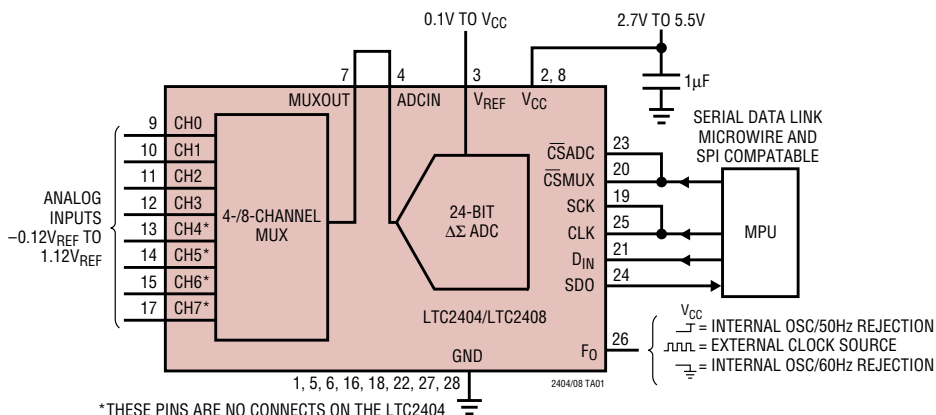 0.1V TO VCC
2.7V TO 5.5V
7
4
3
2, 8
1µF
MUXOUT
ADCIN
VREF
VCC
SERIAL DATA LINK
MICROWIRE AND
SPI COMPATABLE
ANALOG
INPUTS
–0.12VREF TO
1.12VREF
9 CH0
10 CH1
11 CH2
12 CH3
13 CH4*
14 CH5*
15 CH6*
17 CH7*
4-/8-CHANNEL
MUX
24-BIT
ΔΣ ADC
CSADC 23
CSMUX 20
SCK 19
CLK 25
DIN 21
SDO 24
MPU
LTC2404/LTC2408
GND
FO 26
VCC
= INTERNAL OSC/50Hz REJECTION
= EXTERNAL CLOCK SOURCE
= INTERNAL OSC/60Hz REJECTION
1, 5, 6, 16, 18, 22, 27, 28
2404/08 TA01
*THESE PINS ARE NO CONNECTS ON THE LTC2404